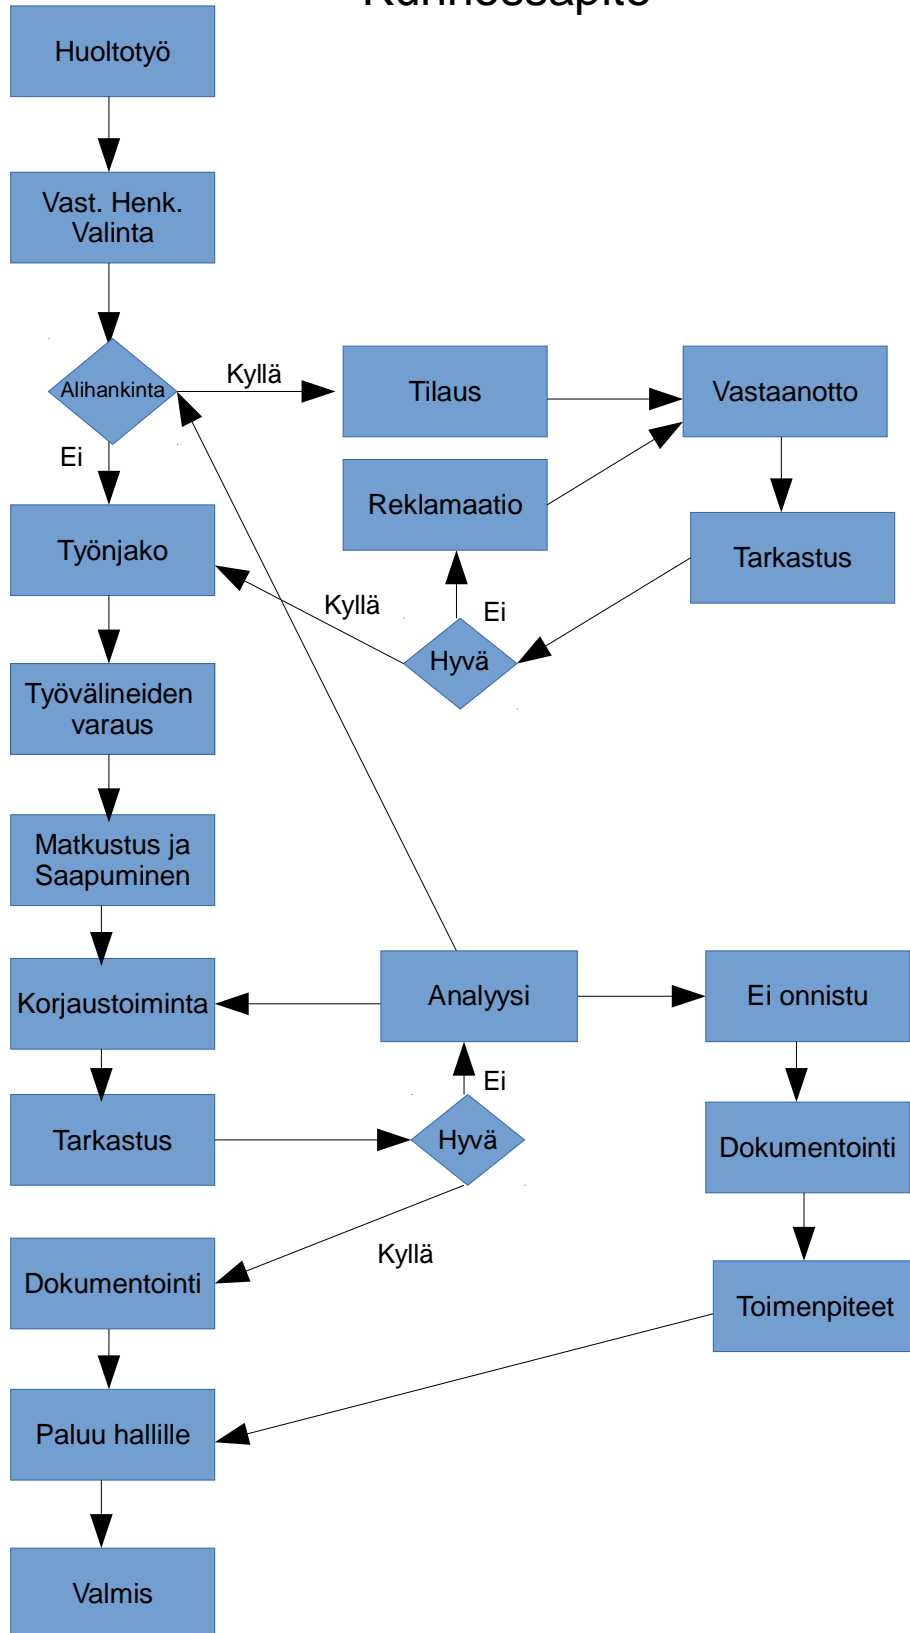 Kunnossapito
Huoltotyö
Vast. Henk.
Valinta
Alihankinta
Kyllä
Tilaus
Vastaanotto
Ei
Reklamaatio
Työnjako
Tarkastus
Kyllä
Ei
Hyvä
Työvälineiden
varaus
Matkustus ja
Saapuminen
Korjaustoiminta
Analyysi
Ei onnistu
Ei
Tarkastus
Hyvä
Dokumentointi
Kyllä
Dokumentointi
Toimenpiteet
Paluu hallille
Valmis